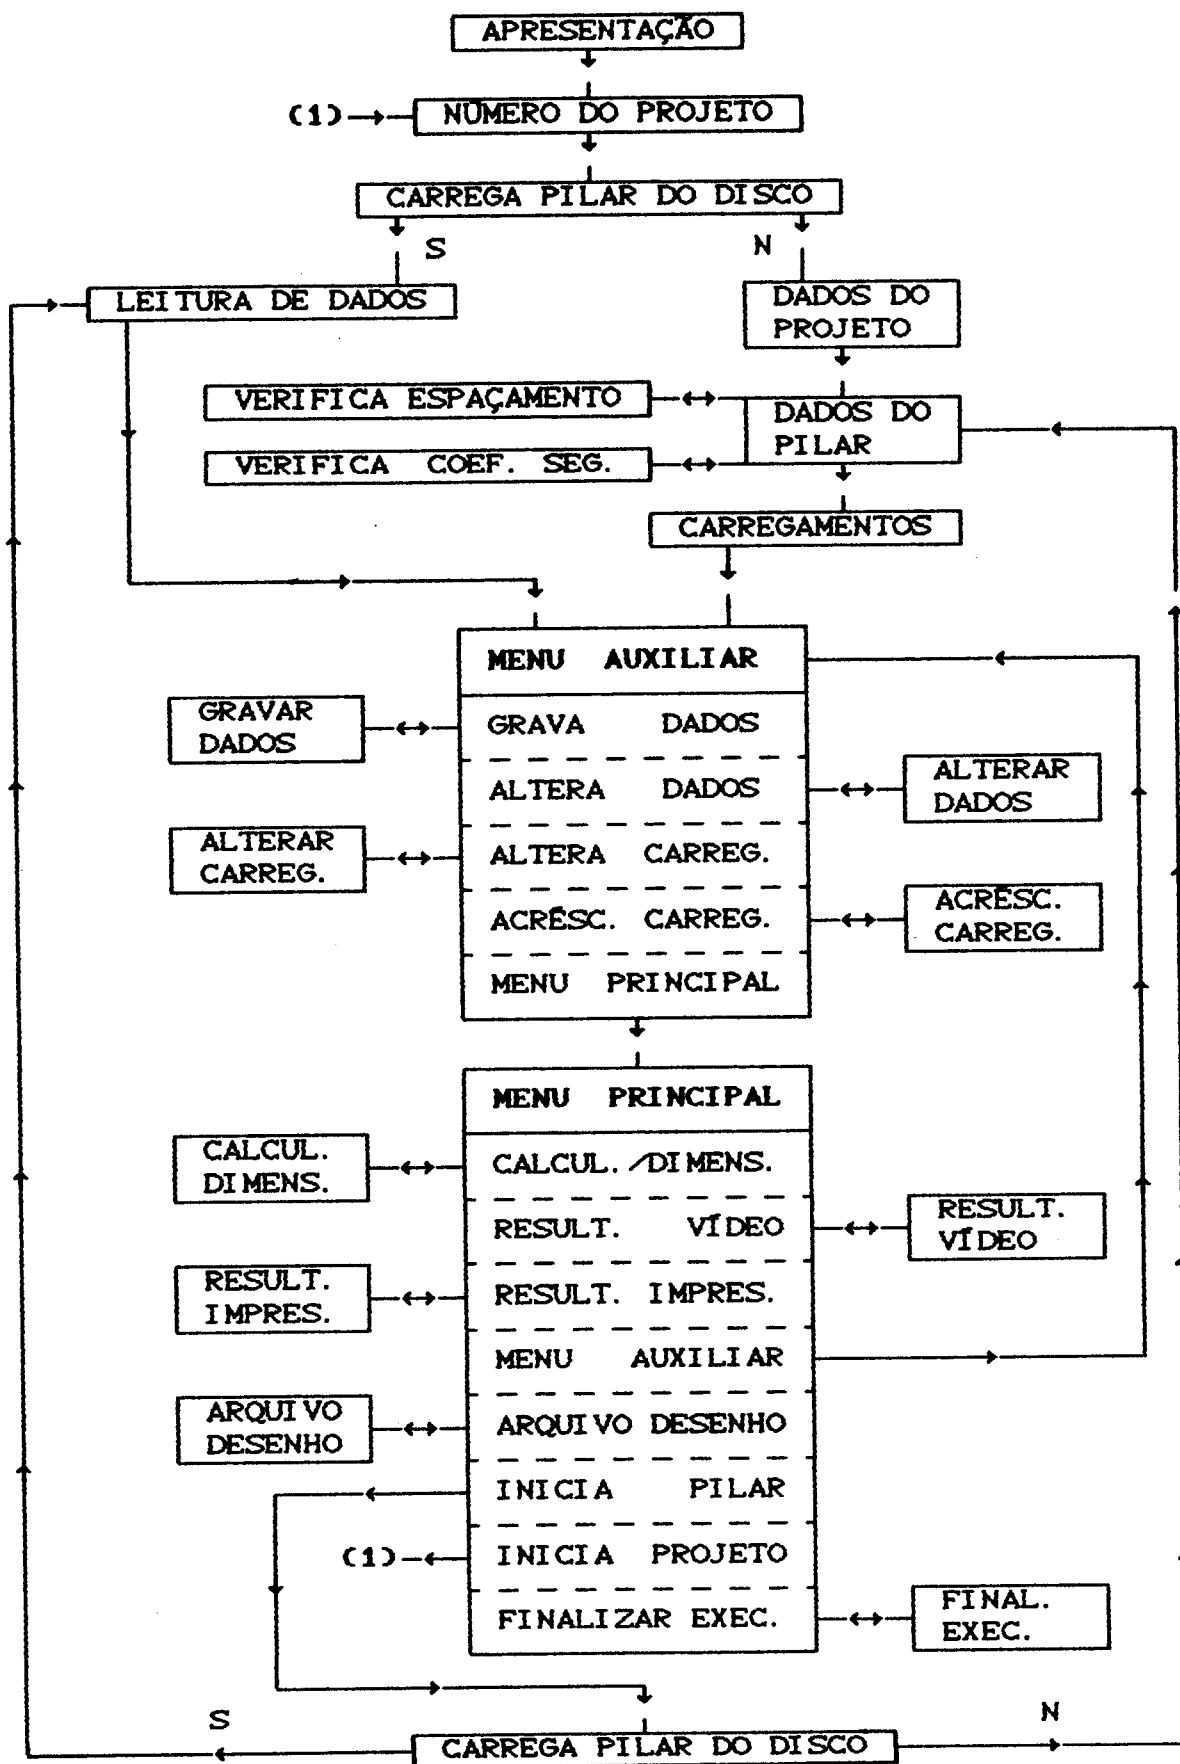 APRESENTAÇÃO
(1)
NÚMERO DO PROJETO
CARREGA PILAR DO DISCO
S
N
LEITURA DE DADOS
DADOS DO
PROJETO
VERIFICA ESPAÇAMENTO
DADOS DO
PILAR
VERIFICA COEF. SEG.
CARREGAMENTOS
MENU AUXILIAR
GRAVAR
DADOS
GRAVA DADOS
ALTERA DADOS
ALTERAR
DADOS
ALTERAR
CARREG.
ALTERA CARREG.
ACRÉSC. CARREG.
ACRÉSC.
CARREG.
MENU PRINCIPAL
MENU PRINCIPAL
CALCUL.
DIMENS.
CALCUL./DIMENS.
RESULT. VÍDEO
RESULT.
VÍDEO
RESULT.
IMPRES.
RESULT. IMPRES.
MENU AUXILIAR
ARQUIVO
DESENHO
ARQUIVO DESENHO
INICIA PILAR
(1)
INICIA PROJETO
FINALIZAR EXEC.
FINAL.
EXEC.
S
N
CARREGA PILAR DO DISCO